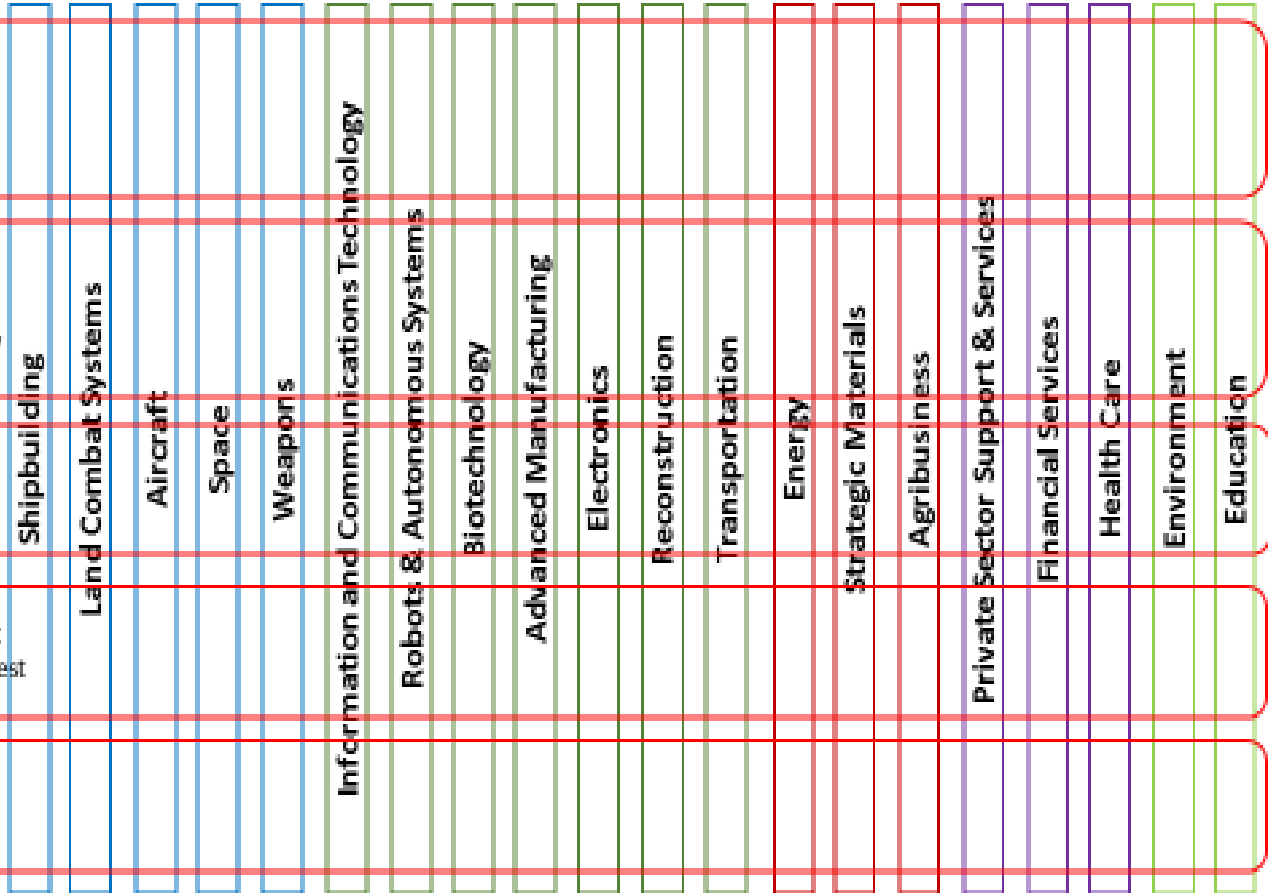 Shipbuilding
Land Combat Systems
Aircraft
Space
Weapons
Information and Communications Technology
Robots & Autonomous Systems
Biotechnology
Advanced Manufacturing
Electronics
Reconstruction
Transportation
Energy
Strategic Materials
Agribusiness
Private Sector Support & Services
Financial Services
Health Care
Environment
Education